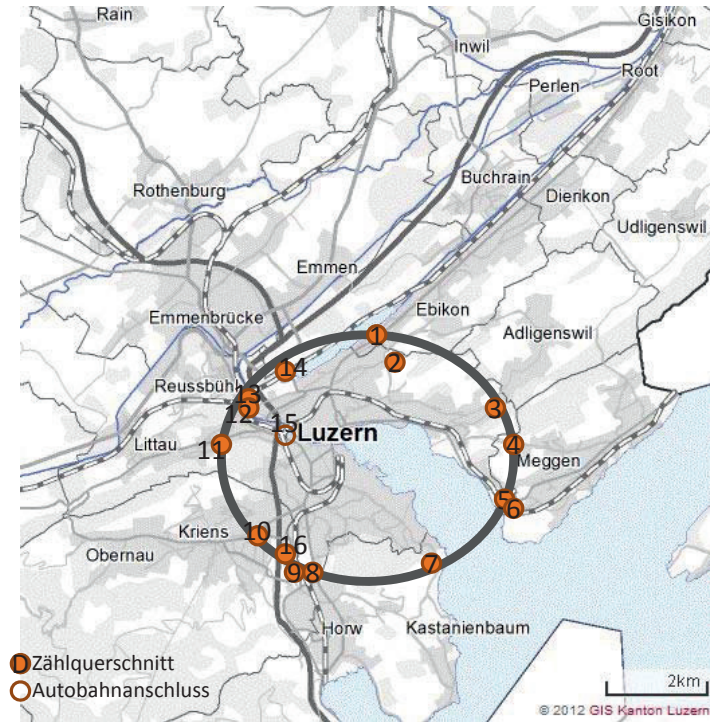 Rain
Gisikon
Inwil
Root
Perlen
Buchrain
Rothenburg
Dierikon
Udligenswil
Emmen
Ebikon
Emmenbrücke
Adligenswil
1
2
14
Reussbühl
13
12
3
15
Luzern
4
Littau
11
Meggen
5
6
Kriens
10
Obernau
16
9
8
7
Horw
Kastanienbaum
D Zählquerschnitt
Autobahnanschluss
2km
© 2012 GIS Kanton Luzern